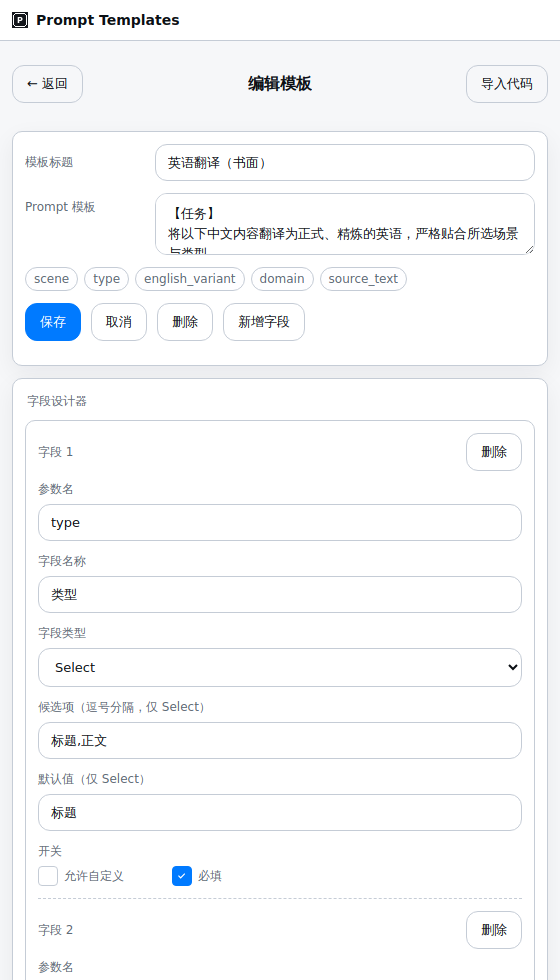 P Prompt Templates
← 返回
编辑模板
导入代码
模板标题
英语翻译（书面）
Prompt 模板
【任务】
将以下中文内容翻译为正式、精炼的英语，严格贴合所选场景
与类型
scene type english_variant domain source_text
保存 取消 删除 新增字段
字段设计器
字段 1
删除
参数名
type
字段名称
类型
字段类型
Select
候选项（逗号分隔，仅 Select）
标题,正文
默认值（仅 Select）
标题
开关
允许自定义 必填
字段 2
删除
参数名